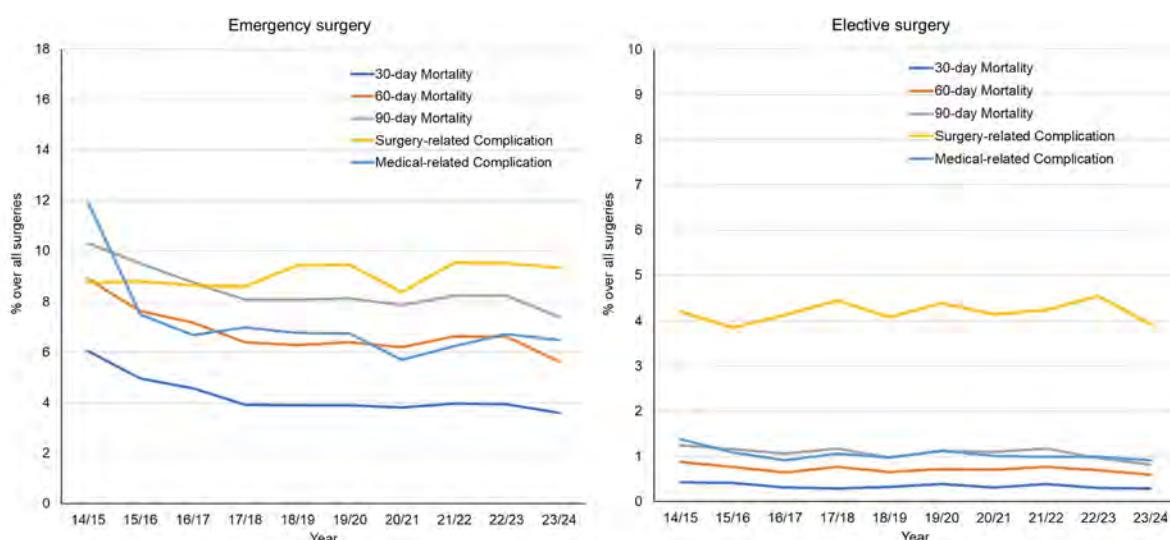 Emergency surgery
18
16
14
12
10
8
6
4
2
0
% over all surgeries
30-day Mortality
60-day Mortality
90-day Mortality
Surgery-related Complication
Medical-related Complication
14/15 15/16 16/17 17/18 18/19 19/20 20/21 21/22 22/23 23/24
Year
Elective surgery
10
9
8
7
6
5
4
3
2
1
0
% over all surgeries
30-day Mortality
60-day Mortality
90-day Mortality
Surgery-related Complication
Medical-related Complication
14/15 15/16 16/17 17/18 18/19 19/20 20/21 21/22 22/23 23/24
Year